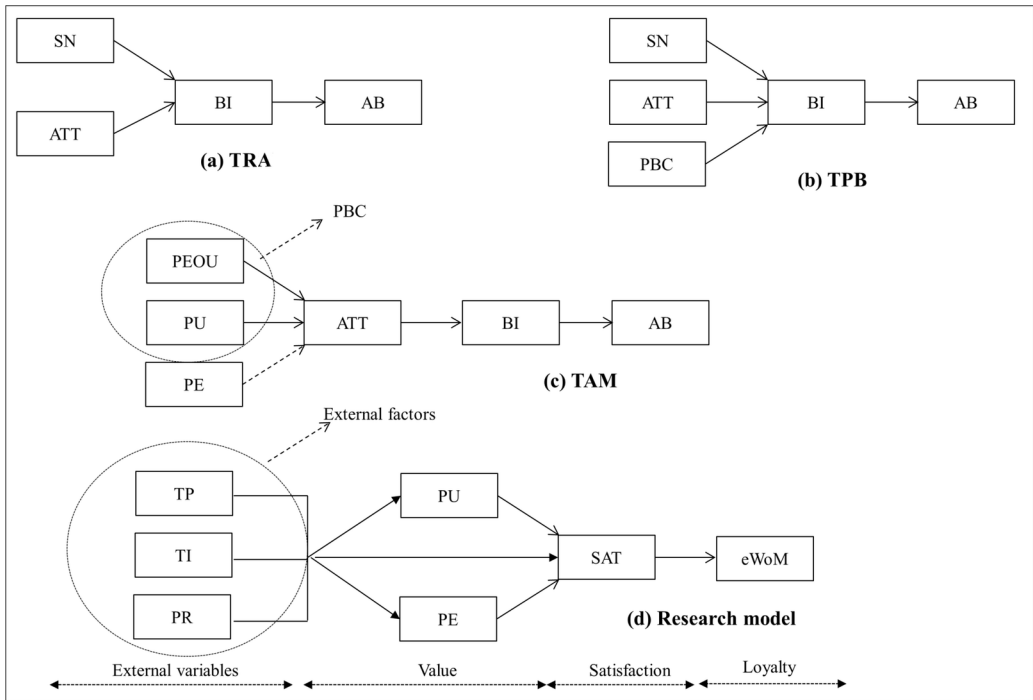 SN
ATT
BI
AB
(a) TRA
SN
ATT
PBC
BI
AB
(b) TPB
PBC
PEOU
PU
PE
ATT
BI
AB
(c) TAM
External factors
TP
TI
PR
PU
PE
SAT
eWoM
(d) Research model
External variables
Value
Satisfaction
Loyalty